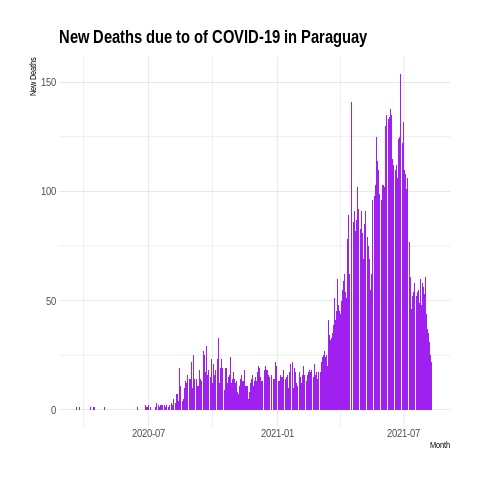 New Deaths due to of COVID-19 in Paraguay
New Deaths
150
100
50
0
2020-07
2021-01
2021-07
Month